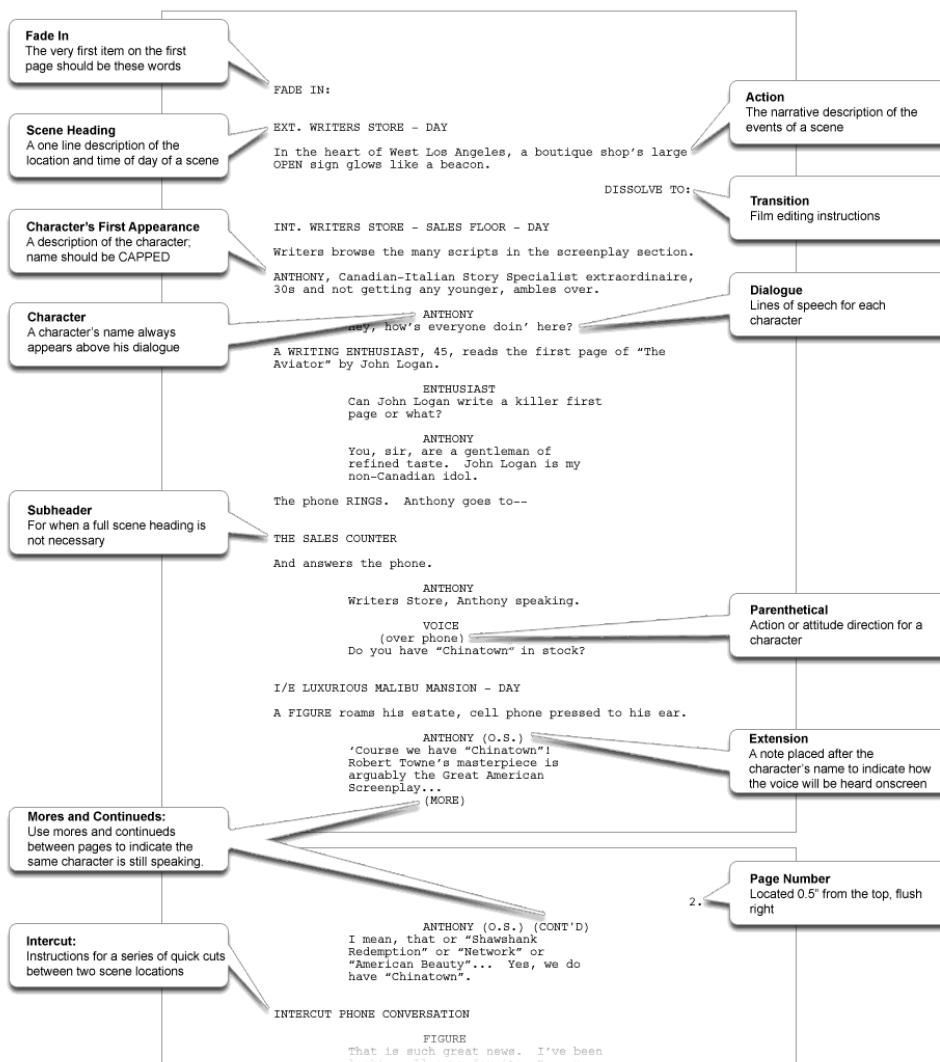 Fade In
The very first item on the first
page should be these words
FADE IN:
Action
The narrative description of the
events of a scene
Scene Heading
A one line description of the
location and time of day of a scene
EXT. WRITERS STORE - DAY
In the heart of West Los Angeles, a boutique shop's large
OPEN sign glows like a beacon.
DISSOLVE TO:
Transition
Film editing instructions
Character's First Appearance
A description of the character;
name should be CAPPED
INT. WRITERS STORE - SALES FLOOR - DAY
Writers browse the many scripts in the screenplay section.
ANTHONY, Canadian-Italian Story Specialist extraordinaire,
30s and not getting any younger, ambles over.
Dialogue
Lines of speech for each
character
Character
A character's name always
appears above his dialogue
ANTHONY
Hey, how's everyone doin' here?
A WRITING ENTHUSIAST, 45, reads the first page of "The
Aviator" by John Logan.
ENTHUSIAST
Can John Logan write a killer first
page or what?
ANTHONY
You, sir, are a gentleman of
refined taste.  John Logan is my
non-Canadian idol.
The phone RINGS.  Anthony goes to--
Subheader
For when a full scene heading is
not necessary
THE SALES COUNTER
And answers the phone.
ANTHONY
Writers Store, Anthony speaking.
VOICE
(over phone)
Do you have "Chinatown" in stock?
Parenthetical
Action or attitude direction for a
character
I/E LUXURIOUS MALIBU MANSION - DAY
A FIGURE roams his estate, cell phone pressed to his ear.
ANTHONY (O.S.)
'Course we have "Chinatown"!
Robert Towne's masterpiece is
arguably the Great American
Screenplay...
(MORE)
Extension
A note placed after the
character's name to indicate how
the voice will be heard onscreen
Mores and Continueds:
Use mores and continueds
between pages to indicate the
same character is still speaking.
2.
Page Number
Located 0.5" from the top, flush
right
ANTHONY (O.S.) (CONT'D)
I mean, that or "Shawshank
Redemption" or "Network" or
"American Beauty"...  Yes, we do
have "Chinatown".
Intercut:
Instructions for a series of quick cuts
between two scene locations
INTERCUT PHONE CONVERSATION
FIGURE
That is such great news.  I've been